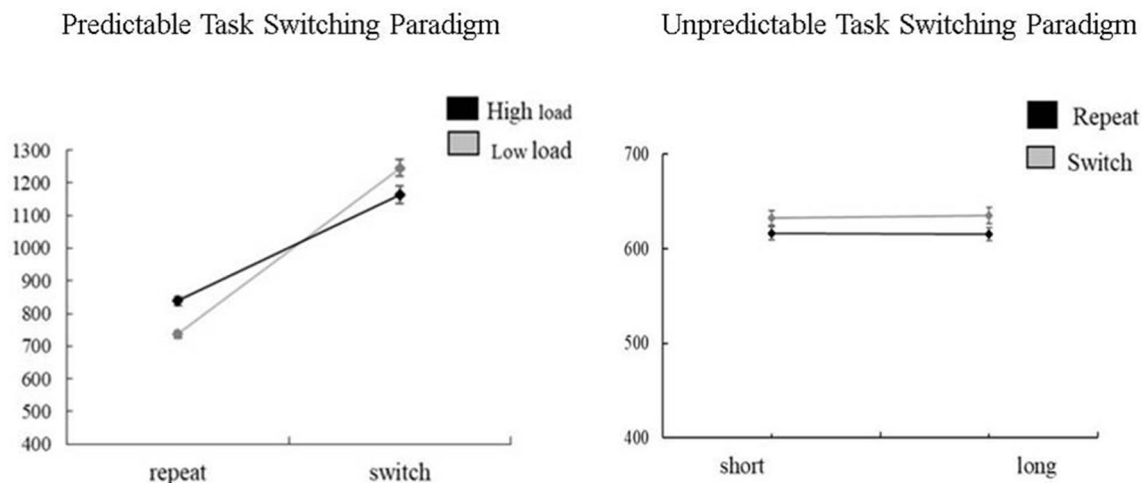 Predictable Task Switching Paradigm
High load
Low load
1300
1200
1100
1000
900
800
700
600
500
400
repeat switch
Unpredictable Task Switching Paradigm
Repeat
Switch
700
600
500
400
short long